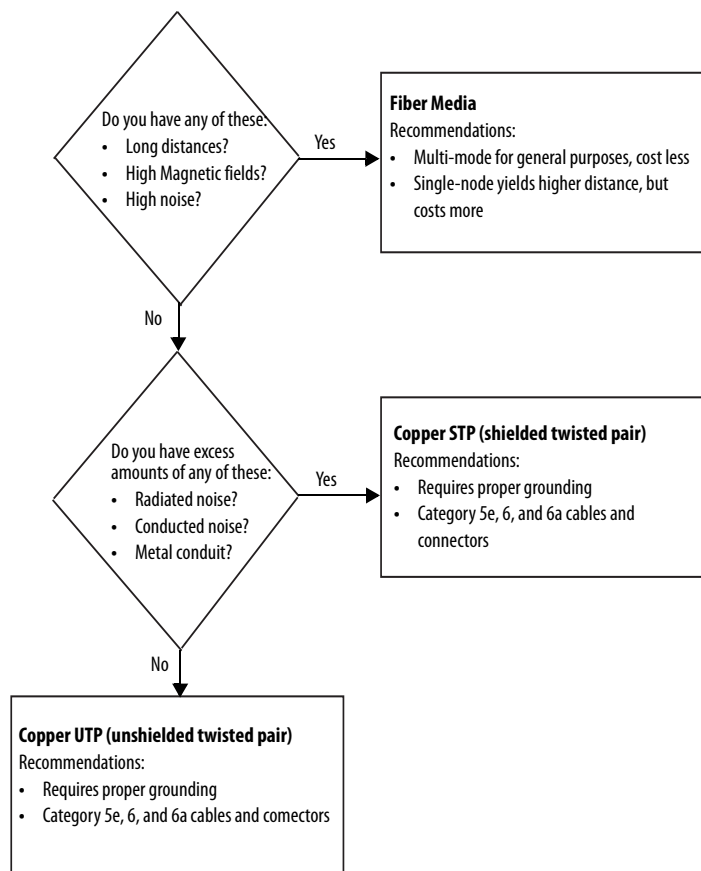 Do you have any of these:
• Long distances?
• High Magnetic fields?
• High noise?
Yes
Fiber Media
Recommendations:
• Multi-mode for general purposes, cost less
• Single-node yields higher distance, but
costs more
No
Do you have excess
amounts of any of these:
• Radiated noise?
• Conducted noise?
• Metal conduit?
Yes
Copper STP (shielded twisted pair)
Recommendations:
• Requires proper grounding
• Category 5e, 6, and 6a cables and
connectors
No
Copper UTP (unshielded twisted pair)
Recommendations:
• Requires proper grounding
• Category 5e, 6, and 6a cables and comectors